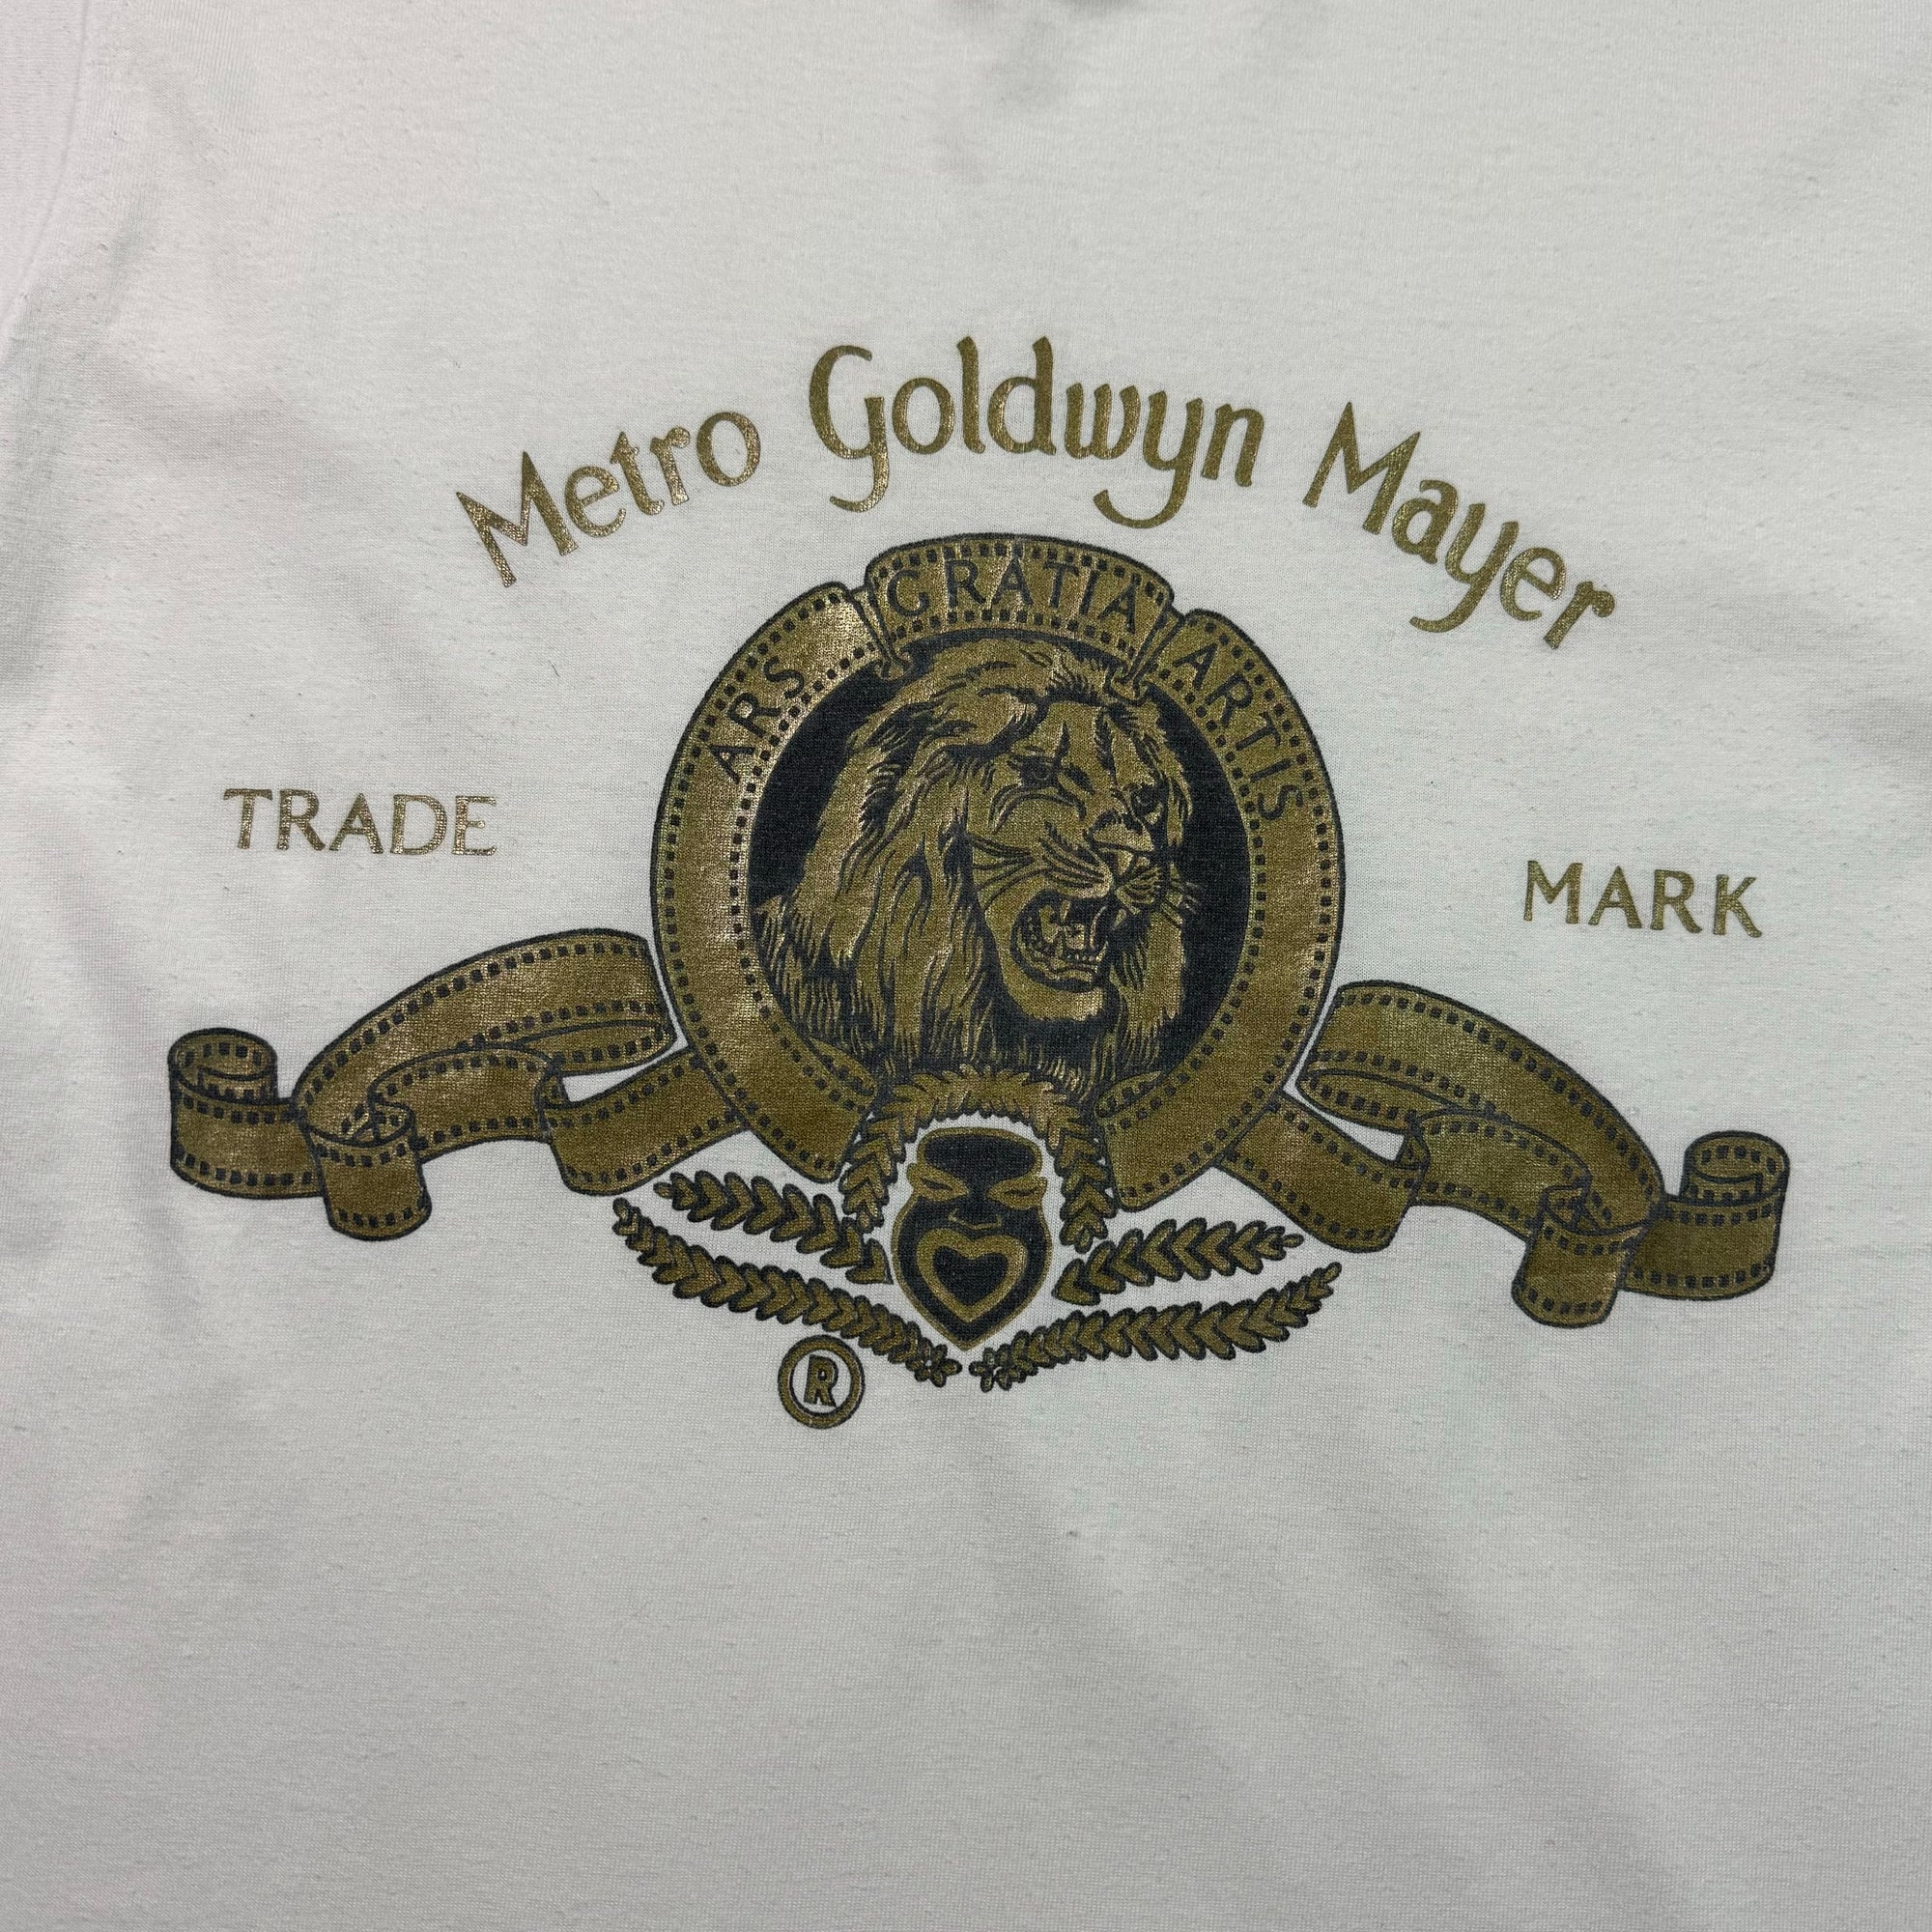 Metro Goldwyn Mayer
ARS GRATIA ARTIS
TRADE MARK
®